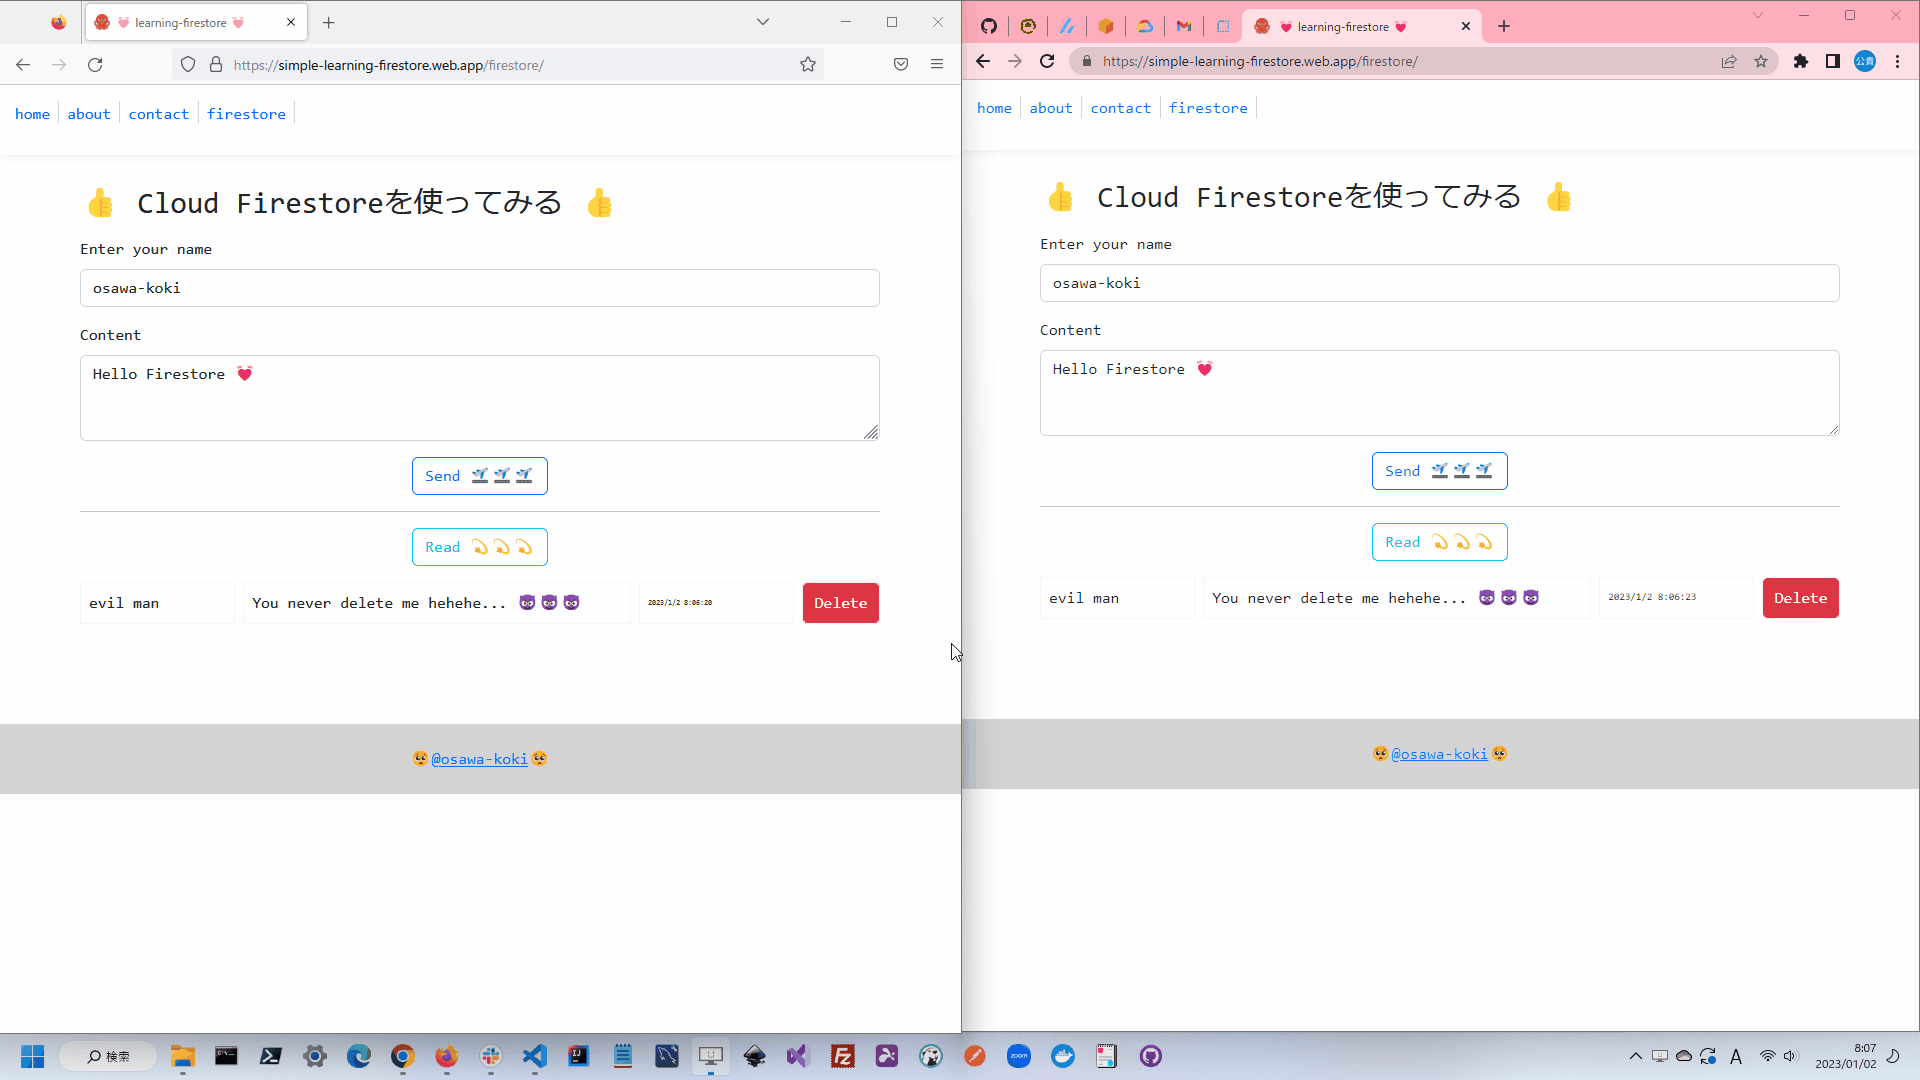 💗 learning-firestore 💗
https://simple-learning-firestore.web.app/firestore/
home
about
contact
firestore
👍 Cloud Firestoreを使ってみる 👍
Enter your name
osawa-koki
Content
Hello Firestore 💓
Send 🛫🛫🛫
Read 💫💫💫
evil man
You never delete me hehehe... 😈😈😈
2023/1/2 8:06:20
Delete
🥺@osawa-koki🥺
💗 learning-firestore 💗
https://simple-learning-firestore.web.app/firestore/
公貴
home
about
contact
firestore
👍 Cloud Firestoreを使ってみる 👍
Enter your name
osawa-koki
Content
Hello Firestore 💓
Send 🛫🛫🛫
Read 💫💫💫
evil man
You never delete me hehehe... 😈😈😈
2023/1/2 8:06:23
Delete
🥺@osawa-koki🥺
検索
zoom
A
8:07
2023/01/02